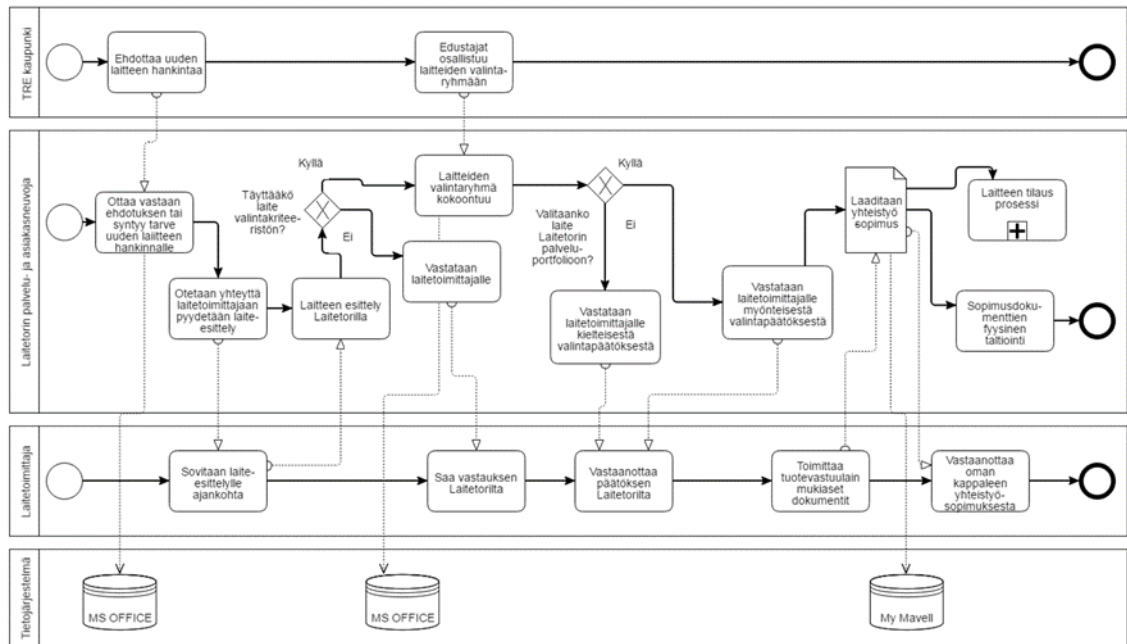 TRE kaupunki
Ehdottaa uuden
laitteen hankintaa
Edustajat
osallistuu
laitteiden valinta-
ryhmään
Laitetorin palvelu- ja asiakasneuvoja
Ottaa vastaan
ehdotuksen tai
syntyy tarve
uuden laiitteen
hankinnalle
Otetaan yhteyttä
laitetoimittajaan
pyydetään laite-
esittely
Laitteen esittely
Laitetorilla
Täyttääkö
laite
valintakritee-
ristön?
Kyllä
Ei
Laitteiden
valintaryhmä
kokoontuu
Vastataan
laitetoimittajalle
Valitaanko
laite
Laitetorin
palvelu-
portfolioon?
Kyllä
Ei
Vastataan
laitetoimittajalle
kielteisestä
valintapäätöksestä
Vastataan
laitetoimittajalle
myönteisestä
valintapäätöksestä
Laaditaan
yhteistyö
sopimus
Laitteen tilaus
prosessi
Sopimusdoku-
menttien
fyysinen
taltiointi
Laitetoimittaja
Sovitaan laite-
esittelylle
ajankohta
Saa vastauksen
Laitetorilta
Vastaanottaa
päätöksen
Laitetorilta
Toimittaa
tuotevastuulain
mukiaset
dokumentit
Vastaanottaa
oman
kappaleen
yhteistyö-
sopimuksesta
Tietojärjestelmä
MS OFFICE
MS OFFICE
My Mavell